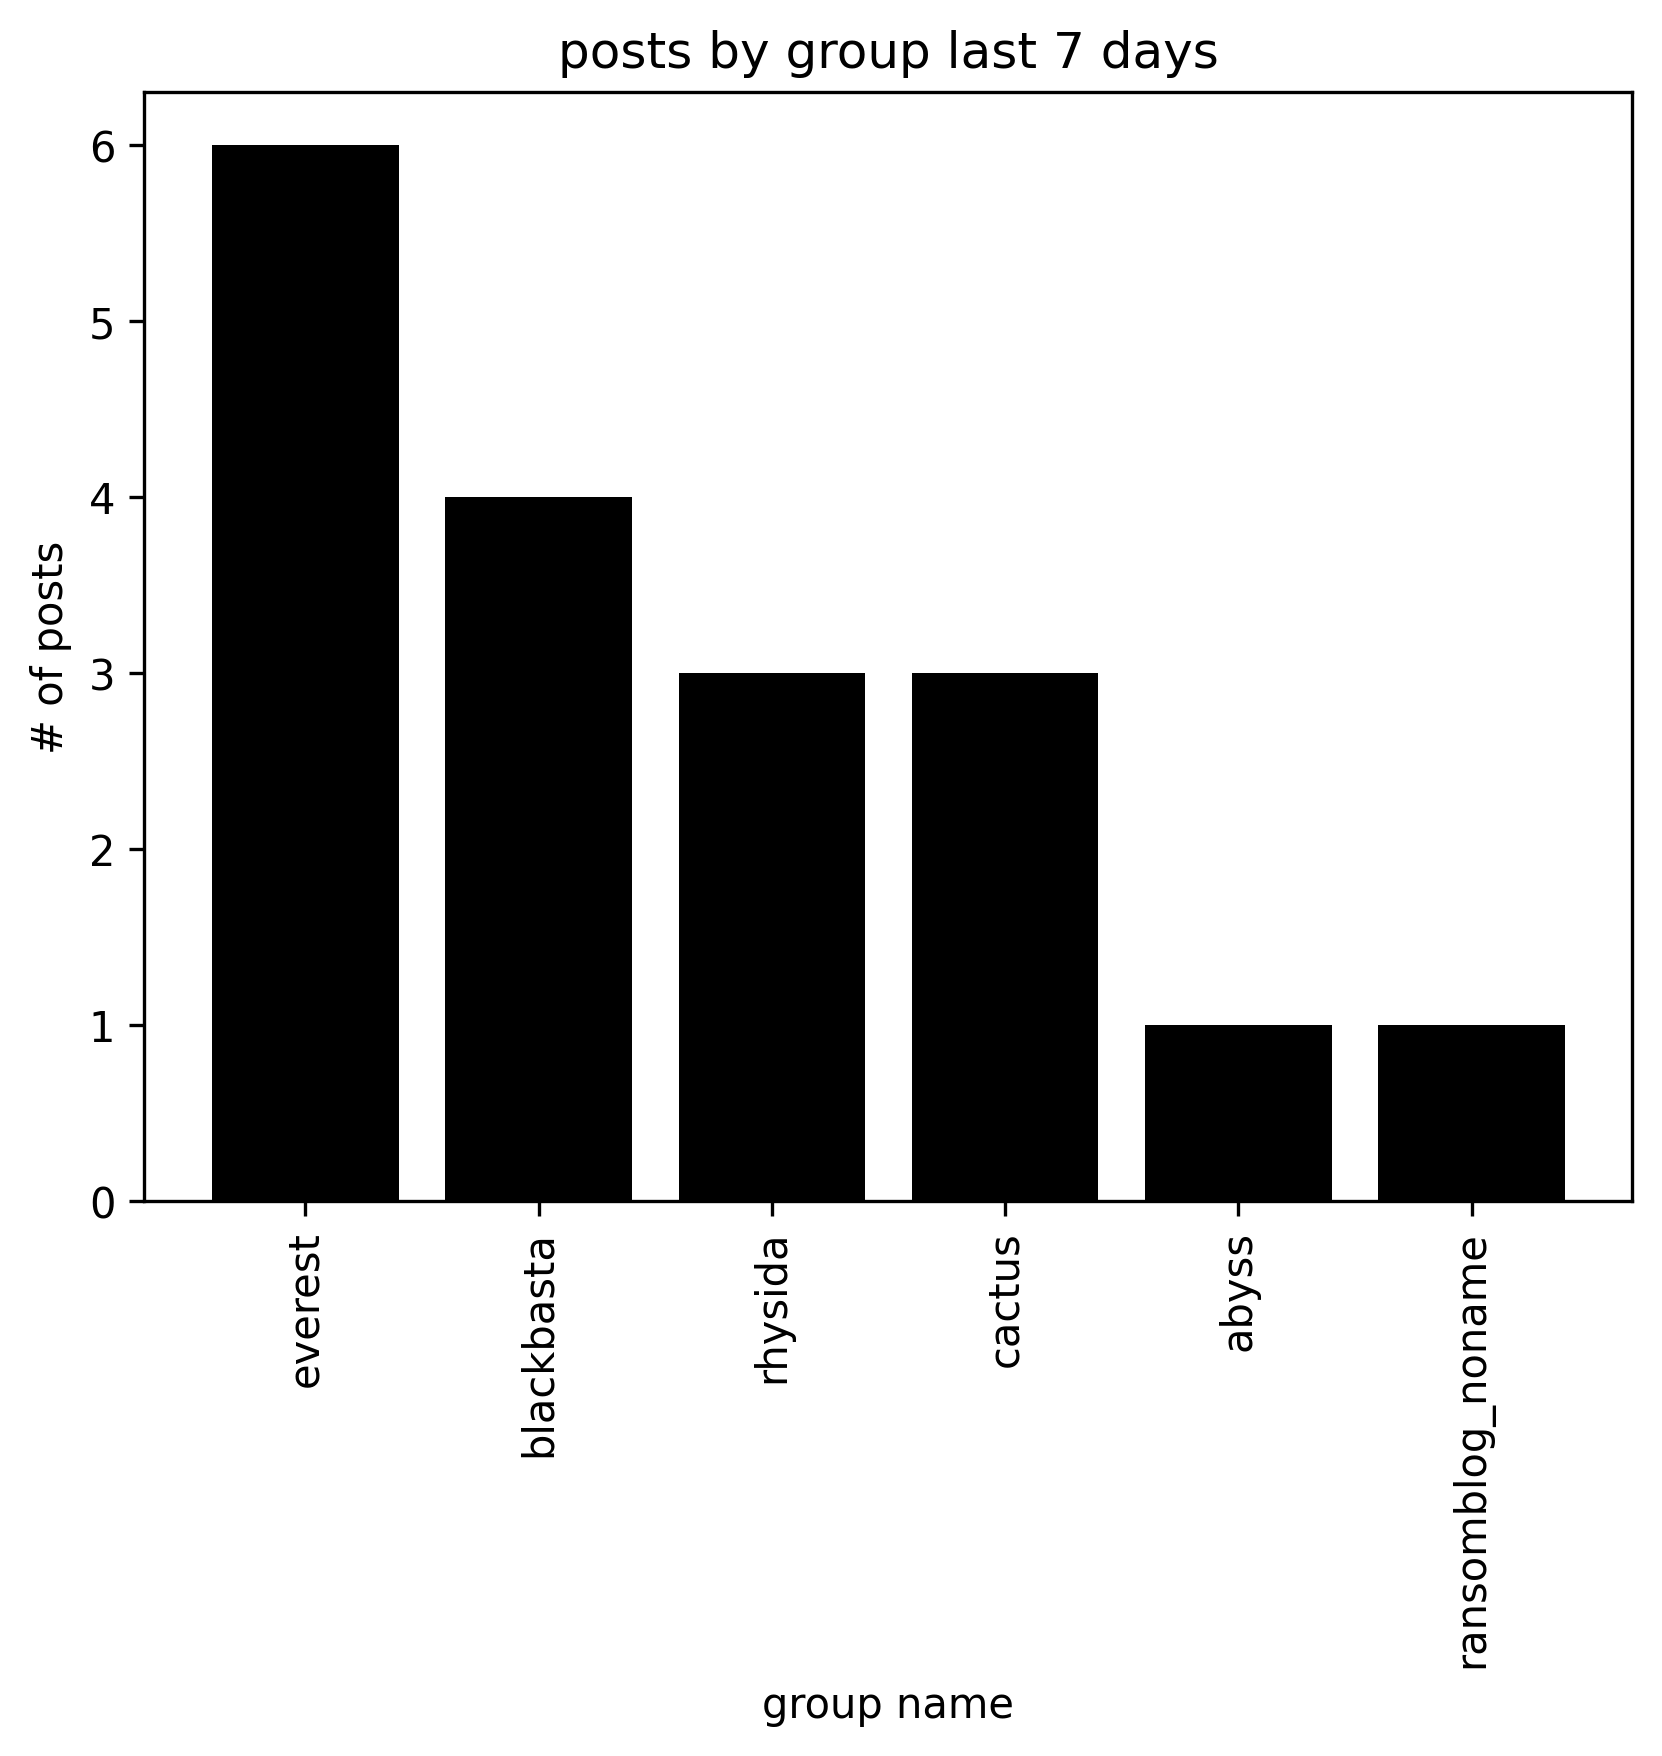 posts by group last 7 days
6
5
4
3
2
1
0
# of posts
everest
blackbasta
rhysida
cactus
abyss
ransomblog_noname
group name